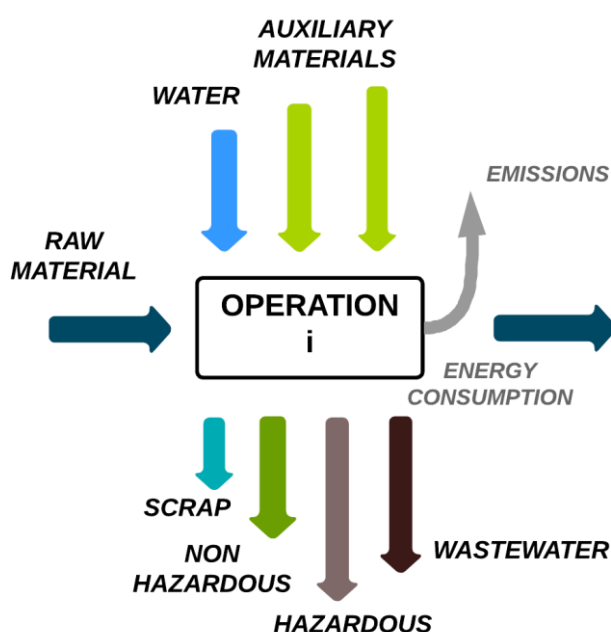 AUXILIARY
MATERIALS
WATER
EMISSIONS
RAW
MATERIAL
OPERATION
i
ENERGY
CONSUMPTION
SCRAP
NON
HAZARDOUS
WASTEWATER
HAZARDOUS